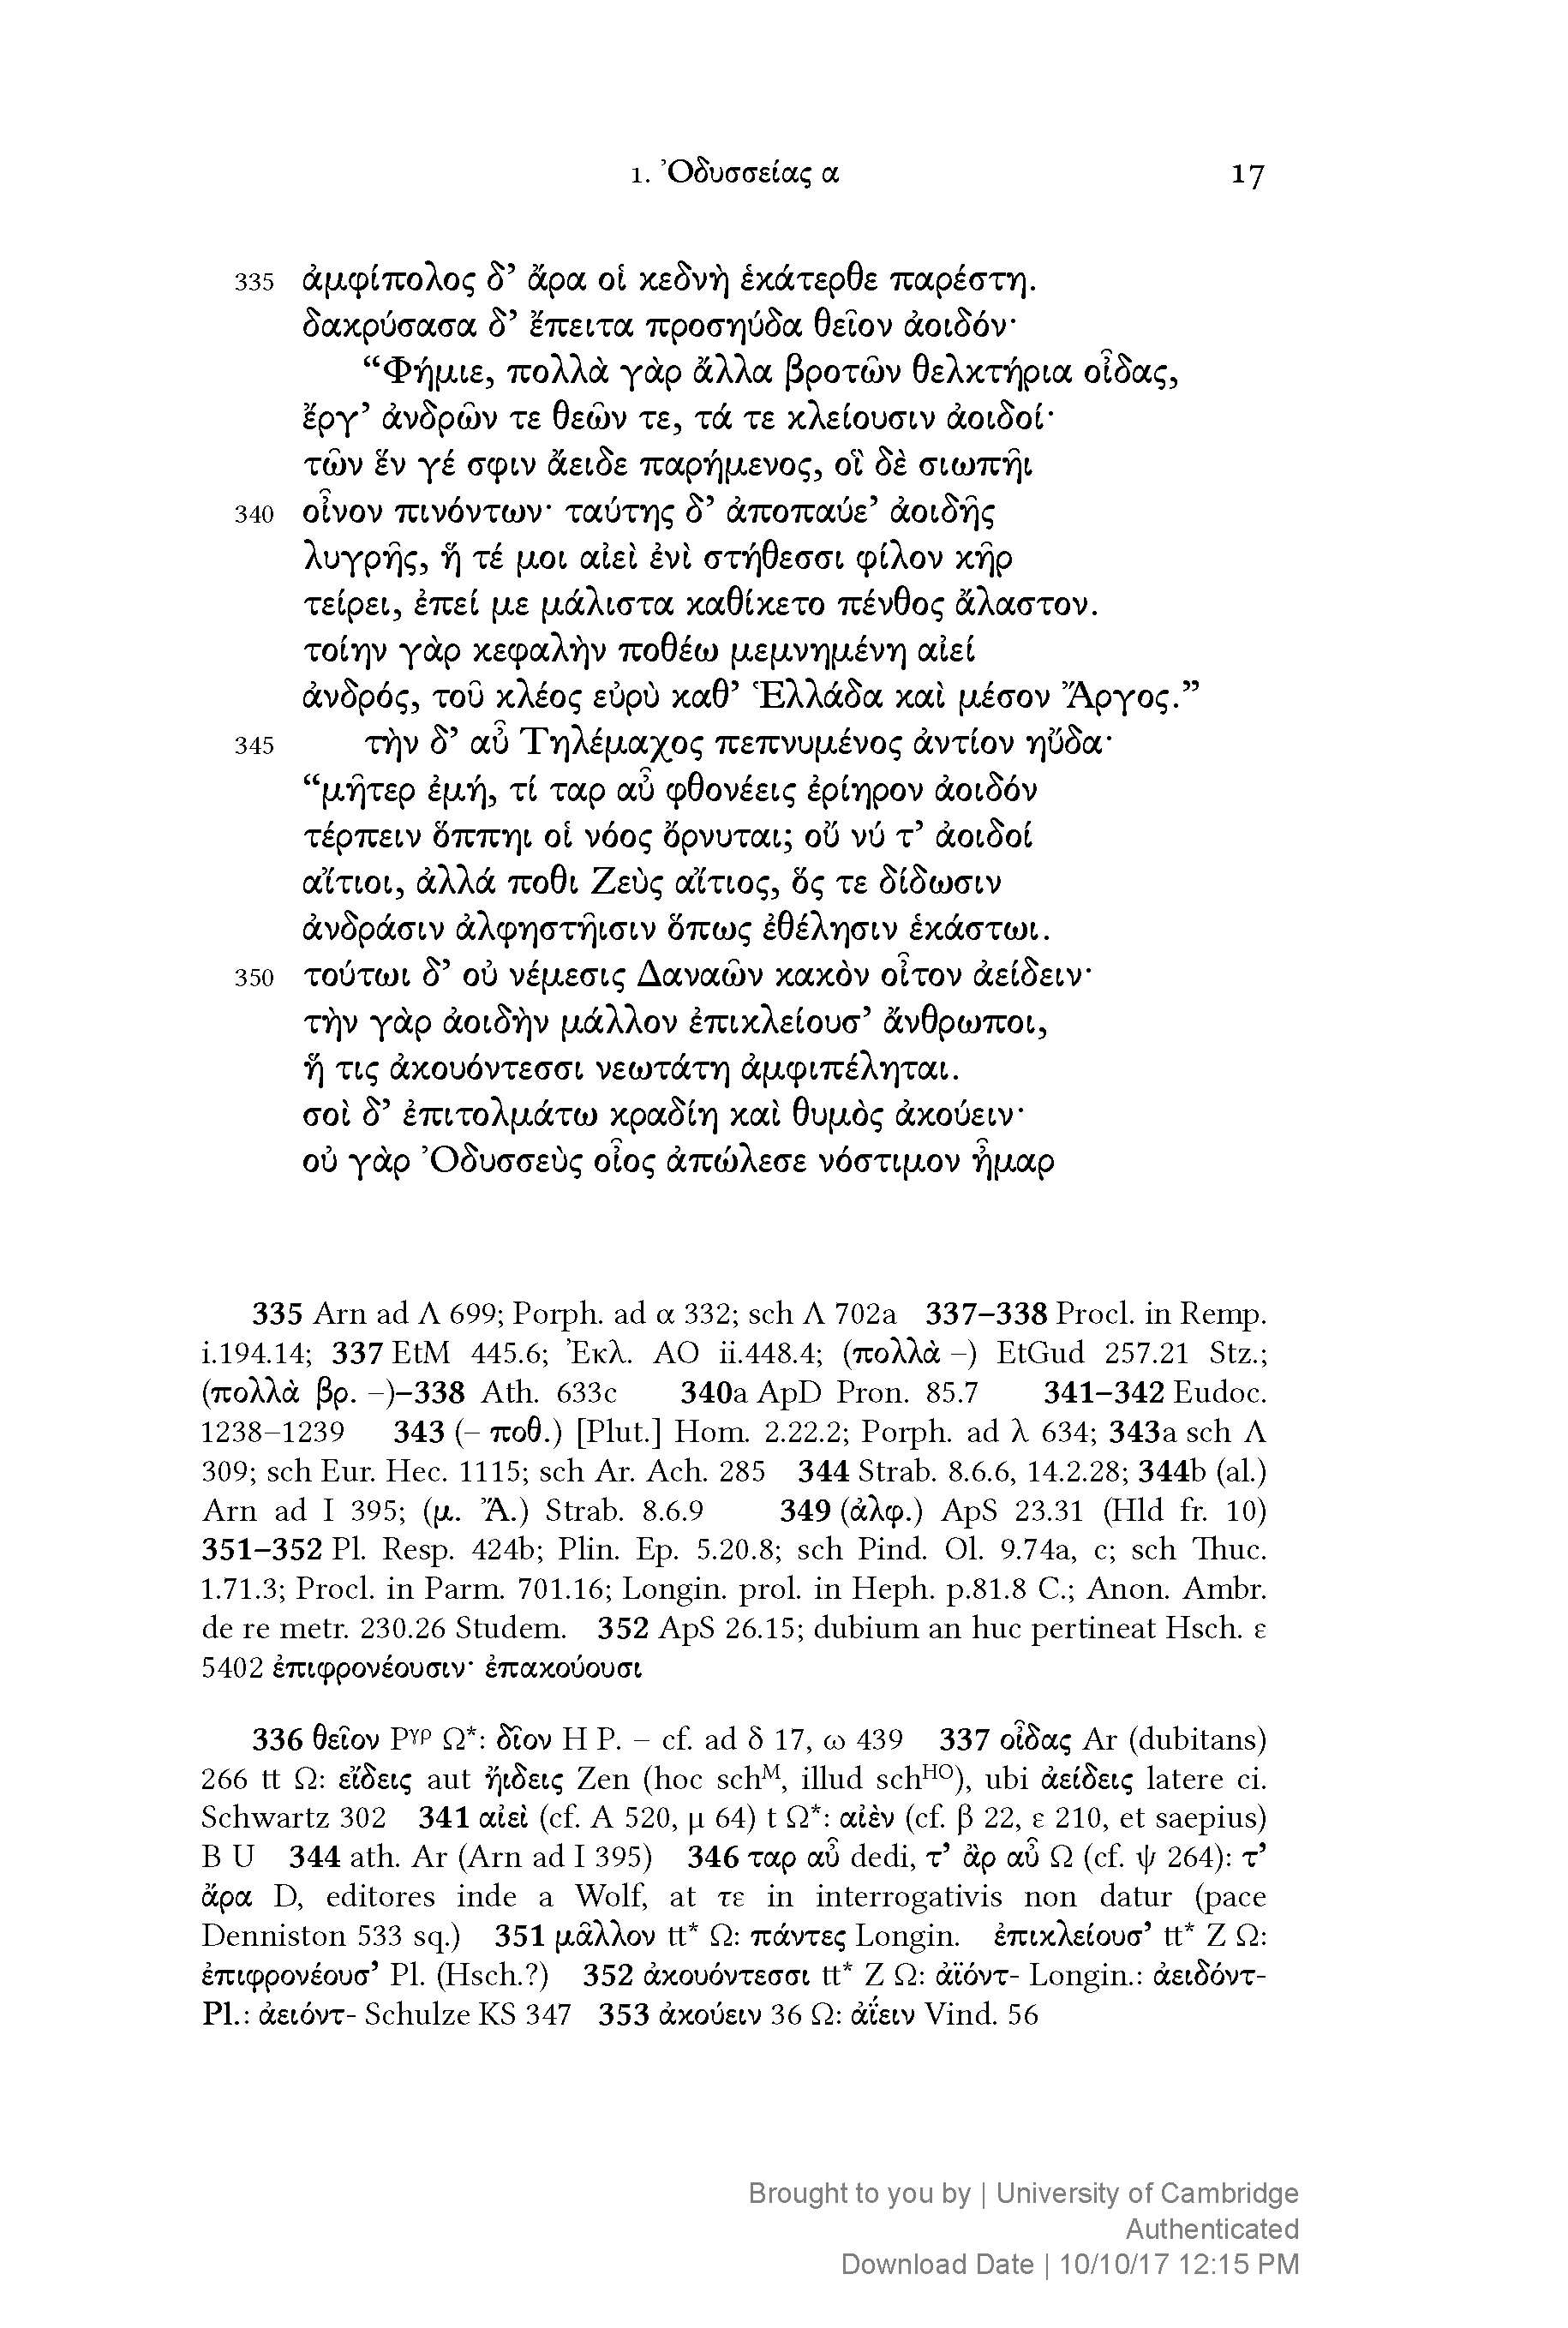 1. Ὀδυσσείας α 17
335 ἀμφίπολος δ’ ἄρα οἱ κεδνὴ ἑκάτερθε παρέστη.
δακρύσασα δ’ ἔπειτα προσηύδα θεῖον ἀοιδόν·
“Φήμιε, πολλὰ γὰρ ἄλλα βροτῶν θελκτήρια οἶδας,
ἔργ’ ἀνδρῶν τε θεῶν τε, τά τε κλείουσιν ἀοιδοί·
τῶν ἕν γέ σφιν ἄειδε παρήμενος, οἳ δὲ σιωπῆι
340 οἶνον πινόντων· ταύτης δ’ ἀποπαύε’ ἀοιδῆς
λυγρῆς, ἥ τέ μοι αἰεὶ ἐνὶ στήθεσσι φίλον κῆρ
τείρει, ἐπεί με μάλιστα καθίκετο πένθος ἄλαστον.
τοίην γὰρ κεφαλὴν ποθέω μεμνημένη αἰεί
ἀνδρός, τοῦ κλέος εὐρὺ καθ’ Ἑλλάδα καὶ μέσον Ἄργος.”
345 τὴν δ’ αὖ Τηλέμαχος πεπνυμένος ἀντίον ηὔδα·
“μῆτερ ἐμή, τί ταρ αὖ φθονέεις ἐρίηρον ἀοιδόν
τέρπειν ὅππηι οἱ νόος ὄρνυται; οὔ νύ τ’ ἀοιδοί
αἴτιοι, ἀλλά ποθι Ζεὺς αἴτιος, ὅς τε δίδωσιν
ἀνδράσιν ἀλφηστῆισιν ὅπως ἐθέλησιν ἑκάστωι.
350 τούτωι δ’ οὐ νέμεσις Δαναῶν κακὸν οἶτον ἀείδειν·
τὴν γὰρ ἀοιδὴν μάλλον ἐπικλείουσ’ ἄνθρωποι,
ἥ τις ἀκουόντεσσι νεωτάτη ἀμφιπέληται.
σοὶ δ’ ἐπιτολμάτω κραδίη καὶ θυμὸς ἀκούειν·
οὐ γὰρ Ὀδυσσεὺς οἶος ἀπώλεσε νόστιμον ἦμαρ
335 Arn ad Λ 699; Porph. ad α 332; sch Λ 702a 337–338 Procl. in Remp.
i.194.14; 337 EtM 445.6; Ἐκλ. AO ii.448.4; (πολλὰ –) EtGud 257.21 Stz.;
(πολλὰ βρ. –)–338 Ath. 633c 340a ApD Pron. 85.7 341–342 Eudoc.
1238–1239 343 (– ποθ.) [Plut.] Hom. 2.22.2; Porph. ad λ 634; 343a sch Λ
309; sch Eur. Hec. 1115; sch Ar. Ach. 285 344 Strab. 8.6.6, 14.2.28; 344b (al.)
Arn ad I 395; (μ. Ἄ.) Strab. 8.6.9 349 (ἀλφ.) ApS 23.31 (Hld fr. 10)
351–352 Pl. Resp. 424b; Plin. Ep. 5.20.8; sch Pind. Ol. 9.74a, c; sch Thuc.
1.71.3; Procl. in Parm. 701.16; Longin. prol. in Heph. p.81.8 C.; Anon. Ambr.
de re metr. 230.26 Studem. 352 ApS 26.15; dubium an huc pertineat Hsch. ε
5402 ἐπιφρονέουσιν· ἐπακούουσι
336 θεῖον Pᵞᵖ Ω*: δῖον H P. – cf. ad δ 17, ω 439 337 οἶδας Ar (dubitans)
266 tt Ω: εἴδεις aut ἤιδεις Zen (hoc schᴹ, illud schᴴᴼ), ubi ἀείδεις latere ci.
Schwartz 302 341 αἰεὶ (cf. Α 520, μ 64) t Ω*: αἰὲν (cf. β 22, ε 210, et saepius)
B U 344 ath. Ar (Arn ad I 395) 346 ταρ αὖ dedi, τ’ ἂρ αὖ Ω (cf. ψ 264): τ’
ἄρα D, editores inde a Wolf, at τε in interrogativis non datur (pace
Denniston 533 sq.) 351 μᾶλλον tt* Ω: πάντες Longin. ἐπικλείουσ’ tt* Z Ω:
ἐπιφρονέουσ’ Pl. (Hsch.?) 352 ἀκουόντεσσι tt* Z Ω: ἀϊόντ- Longin.: ἀειδόντ-
Pl.: ἀειόντ- Schulze KS 347 353 ἀκούειν 36 Ω: ἀΐειν Vind. 56
Brought to you by | University of Cambridge
Authenticated
Download Date | 10/10/17 12:15 PM